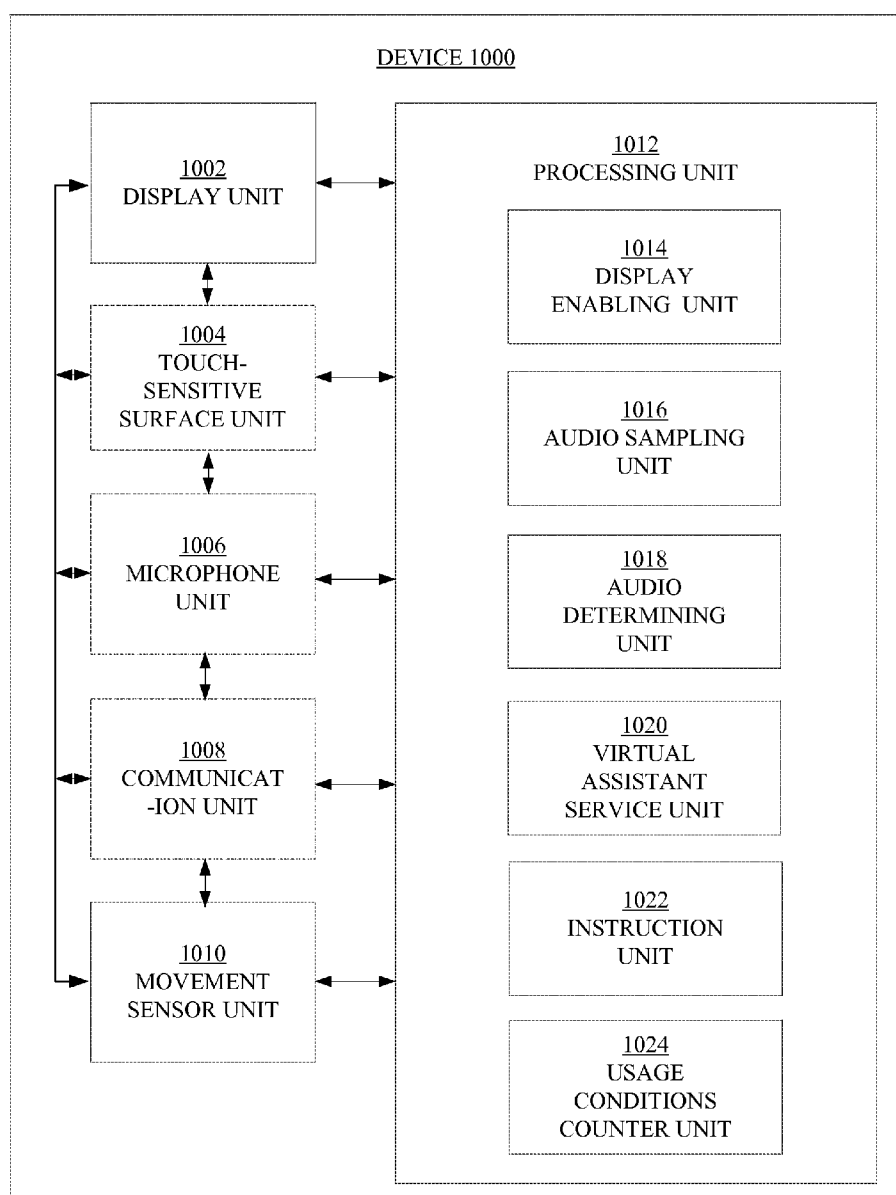 DEVICE 1000
1002
DISPLAY UNIT
1004
TOUCH-
SENSITIVE
SURFACE UNIT
1006
MICROPHONE
UNIT
1008
COMMUNICAT
-ION UNIT
1010
MOVEMENT
SENSOR UNIT
1012
PROCESSING UNIT
1014
DISPLAY
ENABLING UNIT
1016
AUDIO SAMPLING
UNIT
1018
AUDIO
DETERMINING
UNIT
1020
VIRTUAL
ASSISTANT
SERVICE UNIT
1022
INSTRUCTION
UNIT
1024
USAGE
CONDITIONS
COUNTER UNIT